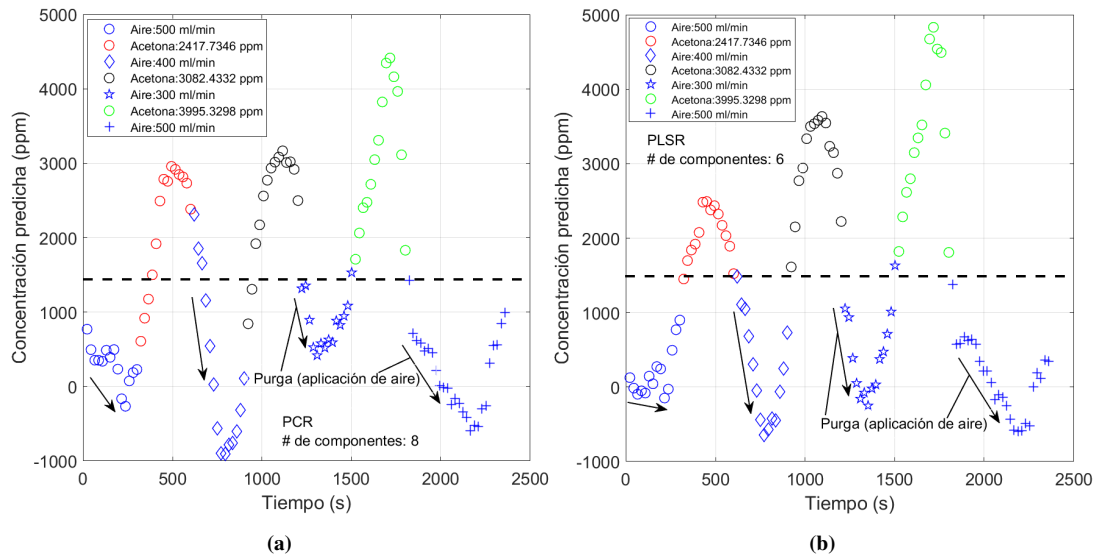 5000
4000
3000
2000
1000
0
-1000
Concentración predicha (ppm)
Aire:500 ml/min
Acetona:2417.7346 ppm
Aire:400 ml/min
Acetona:3082.4332 ppm
Aire:300 ml/min
Acetona:3995.3298 ppm
Aire:500 ml/min
Purga (aplicación de aire)
PCR
# de componentes: 8
0
500
1000
1500
2000
2500
Tiempo (s)
(a)
5000
4000
3000
2000
1000
0
-1000
Concentración predicha (ppm)
Aire:500 ml/min
Acetona:2417.7346 ppm
Aire:400 ml/min
Acetona:3082.4332 ppm
Aire:300 ml/min
Acetona:3995.3298 ppm
Aire:500 ml/min
PLSR
# de componentes: 6
Purga (aplicación de aire)
0
500
1000
1500
2000
2500
Tiempo (s)
(b)